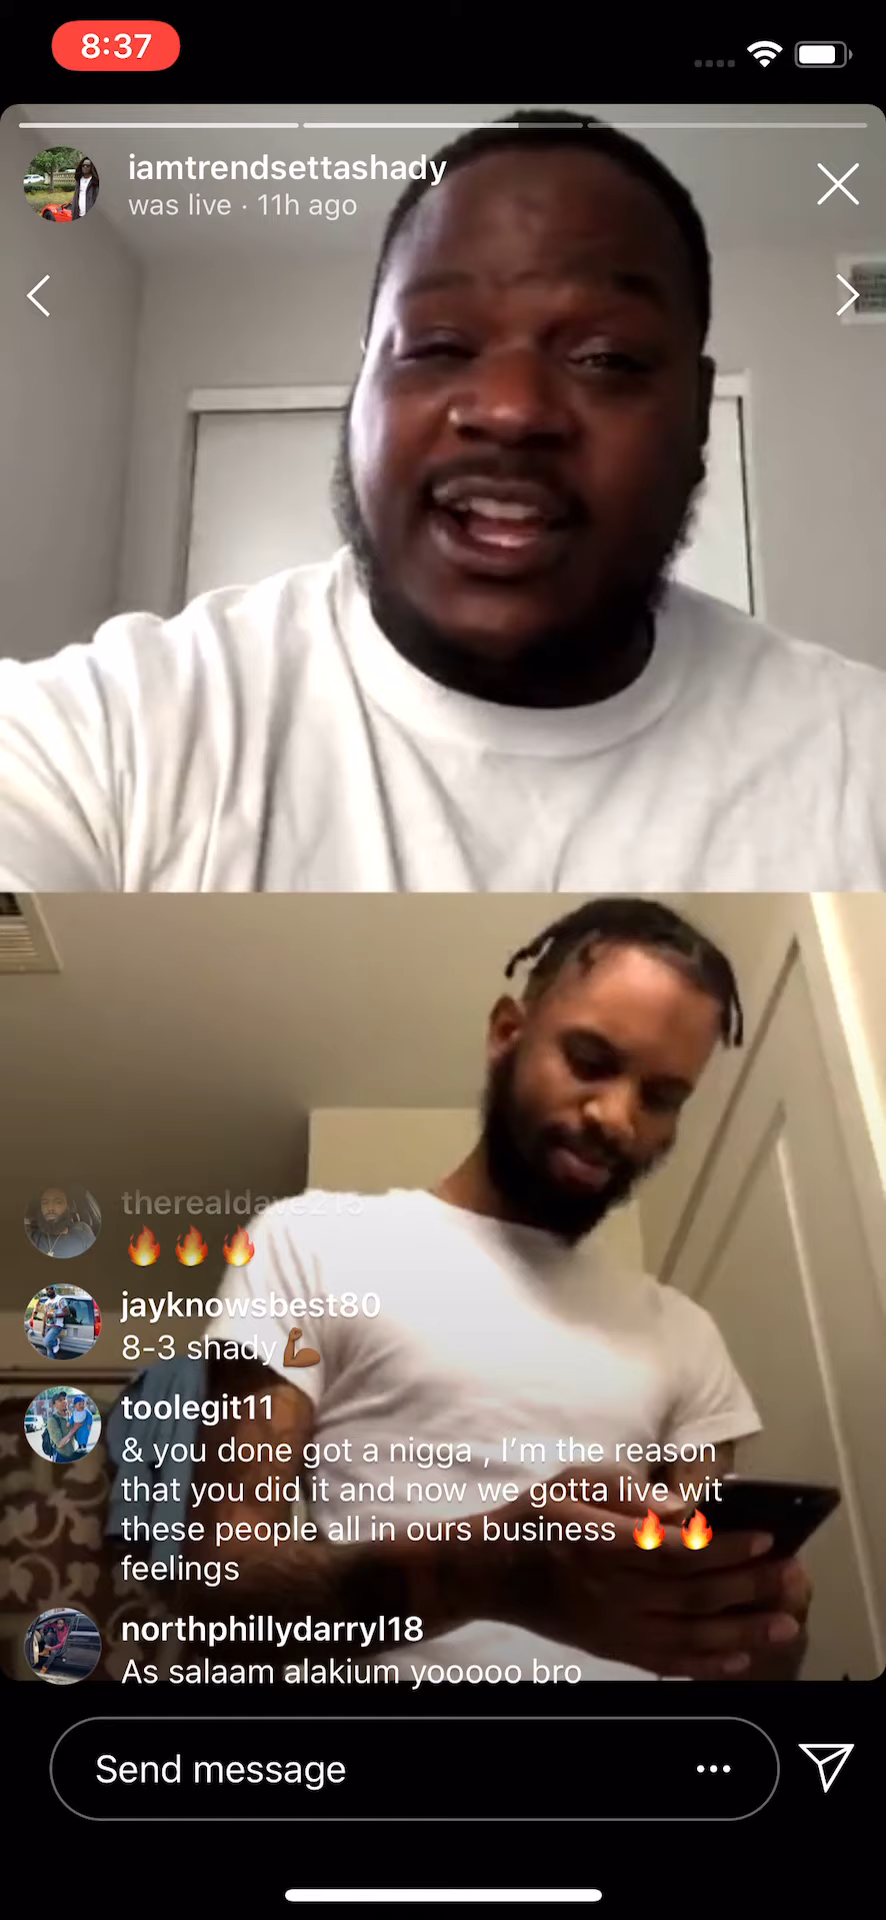 8:37
iamtrendsettashady
was live · 11h ago
therealdave215
🔥🔥🔥
jayknowsbest80
8-3 shady💪🏾
toolegit11
& you done got a nigga , I'm the reason
that you did it and now we gotta live wit
these people all in ours business 🔥🔥
feelings
northphillydarryl18
As salaam alakium yooooo bro
Send message